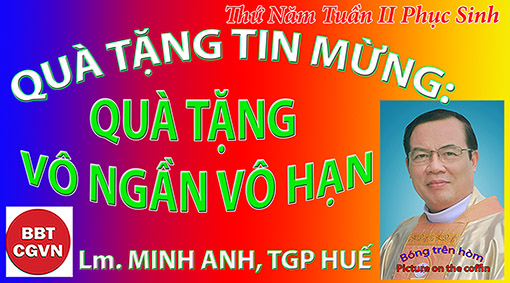 Thứ Năm Tuần II Phục Sinh
QUÀ TẶNG TIN MỪNG:
QUÀ TẶNG
VÔ NGẦN VÔ HẠN
BBT
CGVN
Lm. MINH ANH, TGP HUẾ
Bóng trên hòm
Picture on the coffin